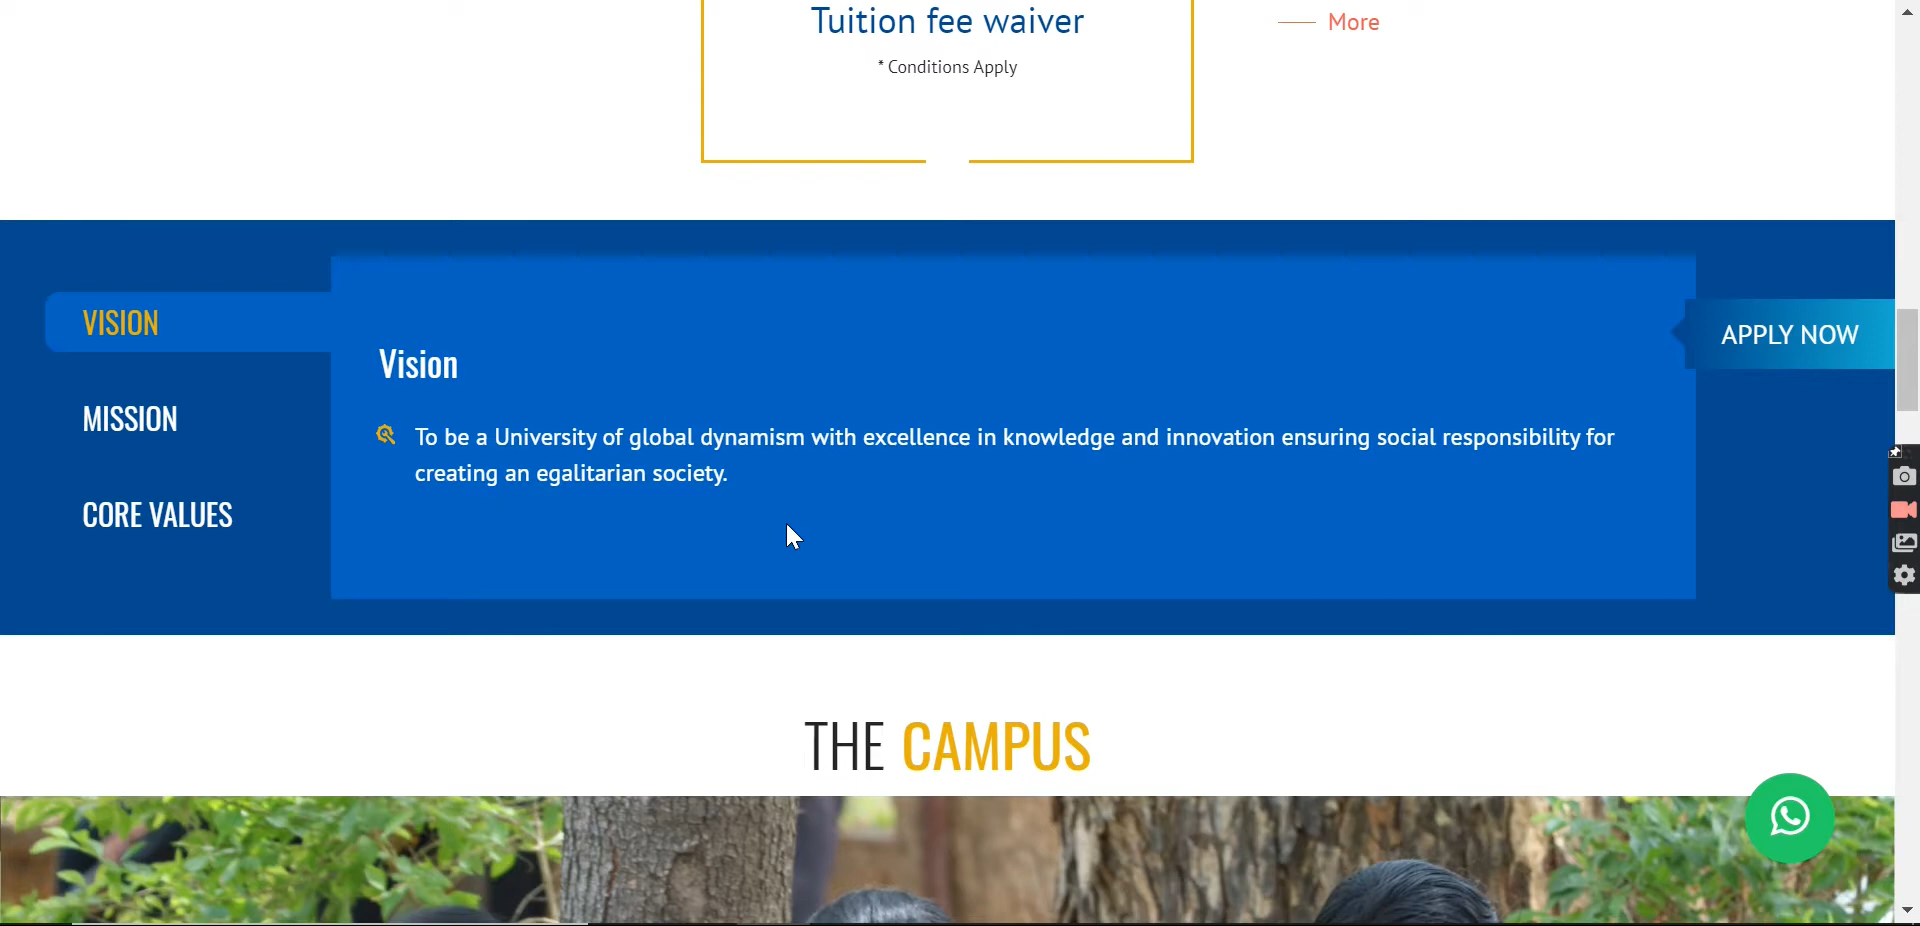 Tuition fee waiver
* Conditions Apply
More
VISION
MISSION
CORE VALUES
Vision
To be a University of global dynamism with excellence in knowledge and innovation ensuring social responsibility for
creating an egalitarian society.
APPLY NOW
THE CAMPUS